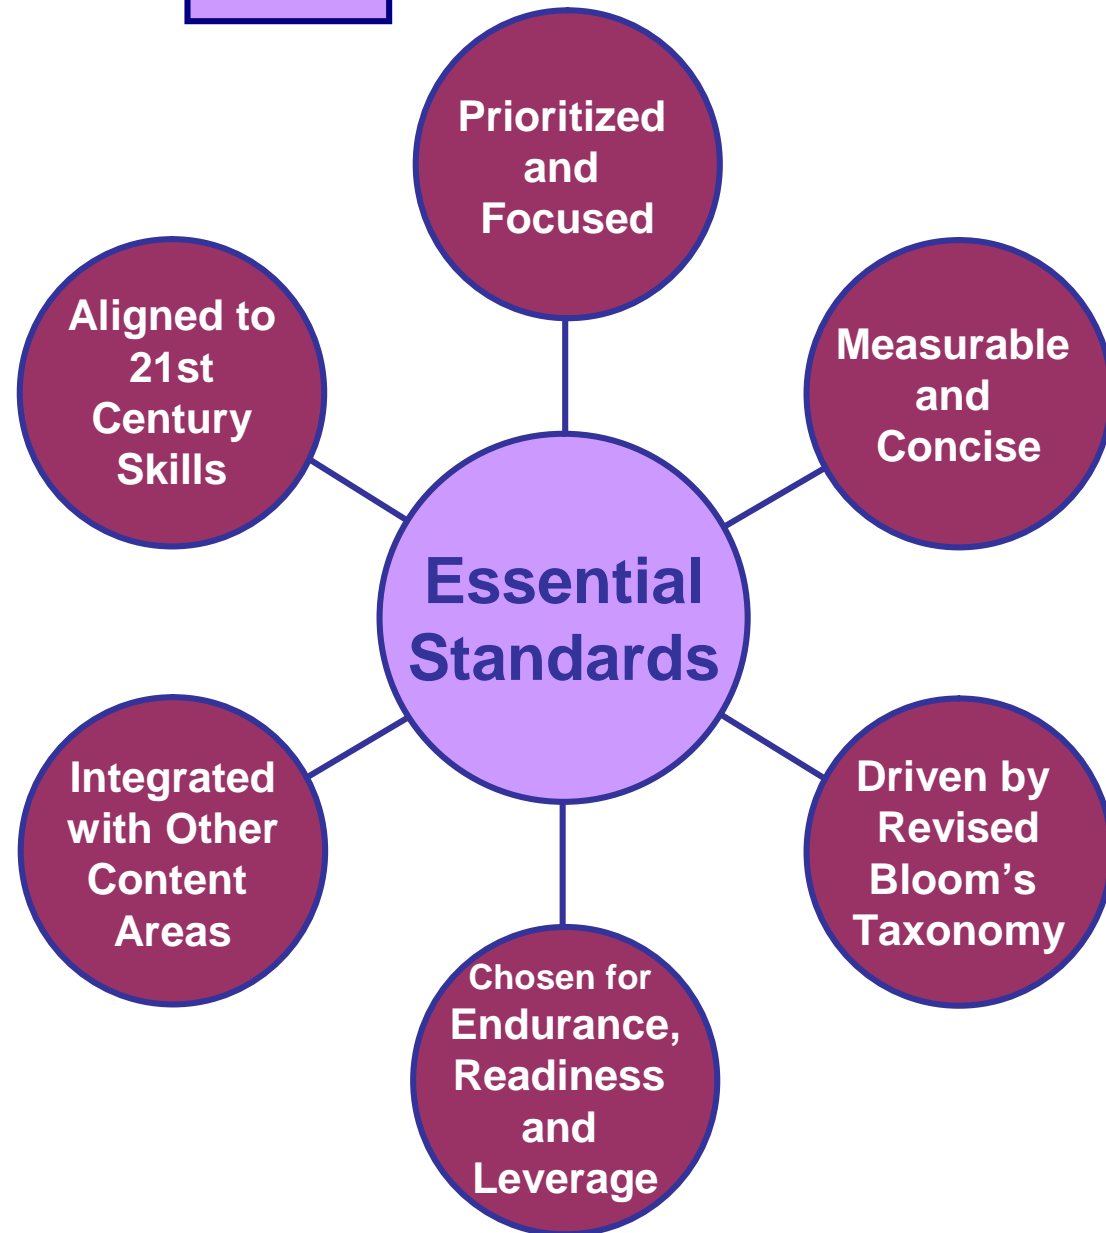 Prioritized
and
Focused
Aligned to
21st
Century
Skills
Measurable
and
Concise
Essential
Standards
Integrated
with Other
Content
Areas
Driven by
Revised
Bloom’s
Taxonomy
Chosen for
Endurance,
Readiness
and
Leverage